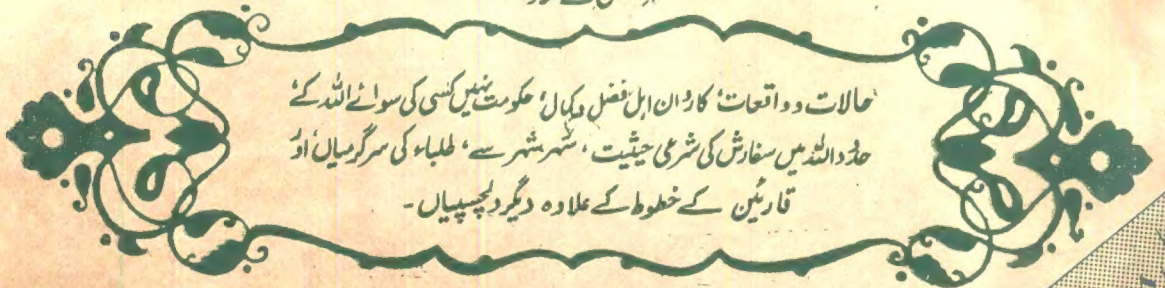 حالات و واقعات، کاروان اہل فضل و کمال، حکومت نہیں کسی کی سوائے اللہ کے
حدود اللہ میں سفارش کی شرعی حیثیت، شہر شہر سے، طلباء کی سرگرمیاں اور
قارئین کے خطوط کے علاوہ دیگر دلچسپیاں۔